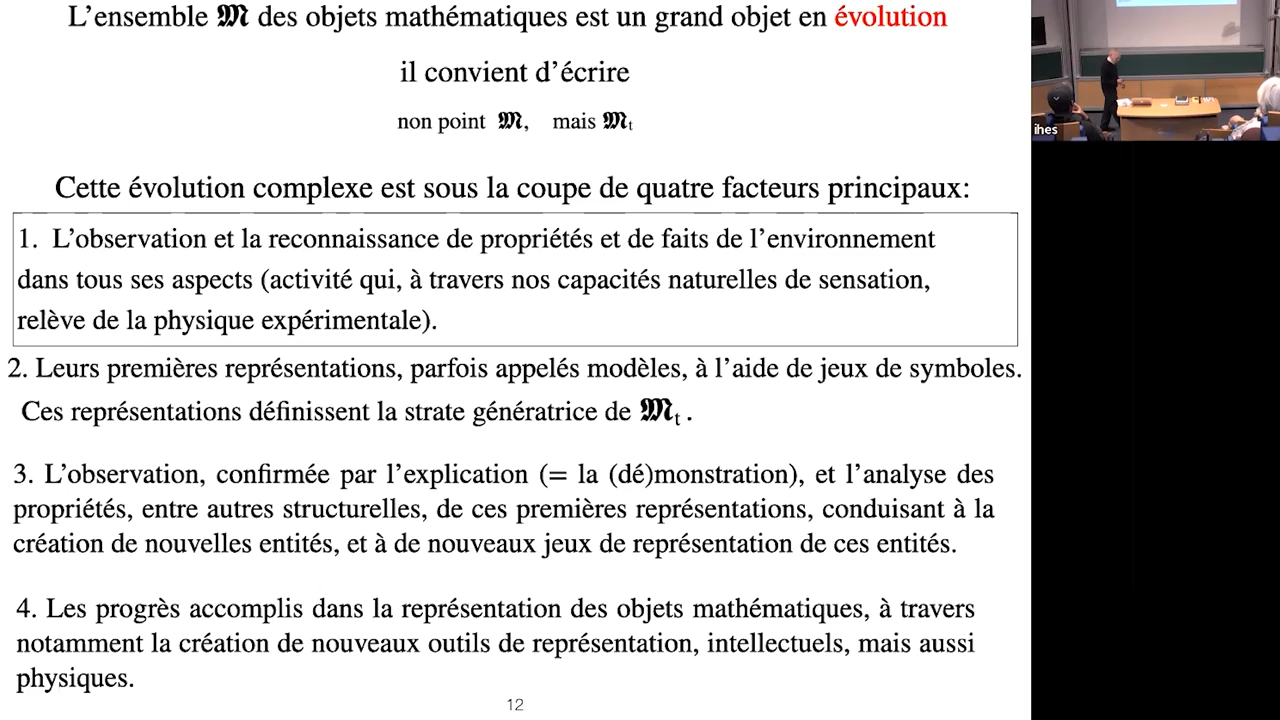 L'ensemble 𝕸 des objets mathématiques est un grand objet en évolution
il convient d'écrire
non point 𝕸, mais 𝕸t
Cette évolution complexe est sous la coupe de quatre facteurs principaux:
1. L'observation et la reconnaissance de propriétés et de faits de l'environnement
dans tous ses aspects (activité qui, à travers nos capacités naturelles de sensation,
relève de la physique expérimentale).
2. Leurs premières représentations, parfois appelés modèles, à l'aide de jeux de symboles.
Ces représentations définissent la strate génératrice de 𝕸t .
3. L'observation, confirmée par l'explication (= la (dé)monstration), et l'analyse des
propriétés, entre autres structurelles, de ces premières représentations, conduisant à la
création de nouvelles entités, et à de nouveaux jeux de représentation de ces entités.
4. Les progrès accomplis dans la représentation des objets mathématiques, à travers
notamment la création de nouveaux outils de représentation, intellectuels, mais aussi
physiques.
12
ihes